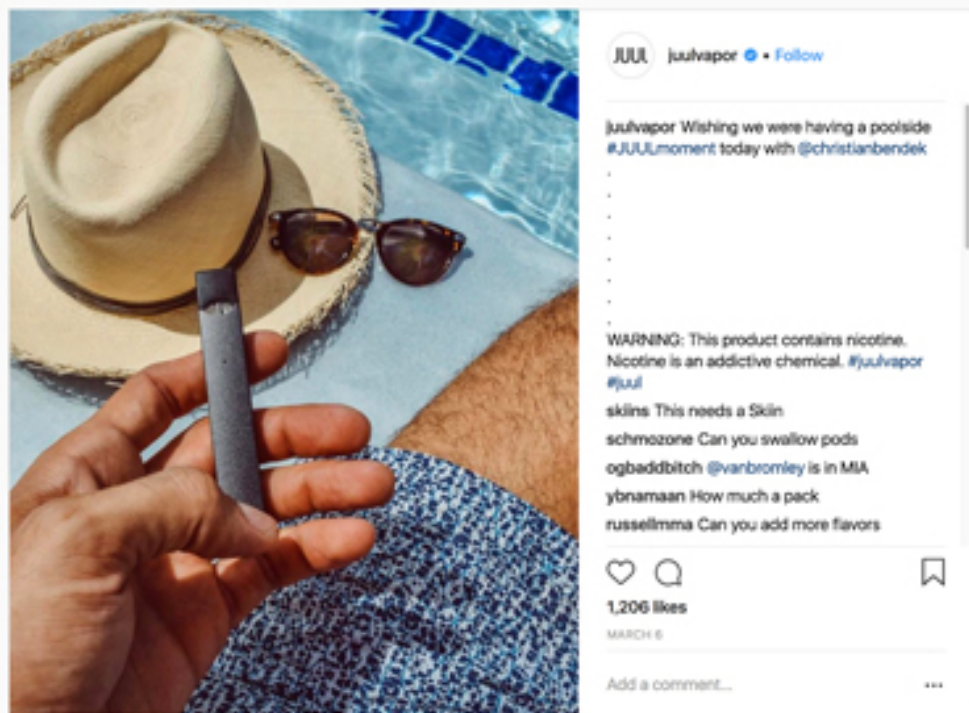 JUUL juulvapor • Follow
juulvapor Wishing we were having a poolside
#JUULmoment today with @christianbendek
.
.
.
.
.
.
.
.
WARNING: This product contains nicotine.
Nicotine is an addictive chemical. #juulvapor
#juul
skiins This needs a Skiin
schmozone Can you swallow pods
ogbaddbitch @vanbromley is in MIA
ybnamaan How much a pack
russellmma Can you add more flavors
1,206 likes
MARCH 6
Add a comment...